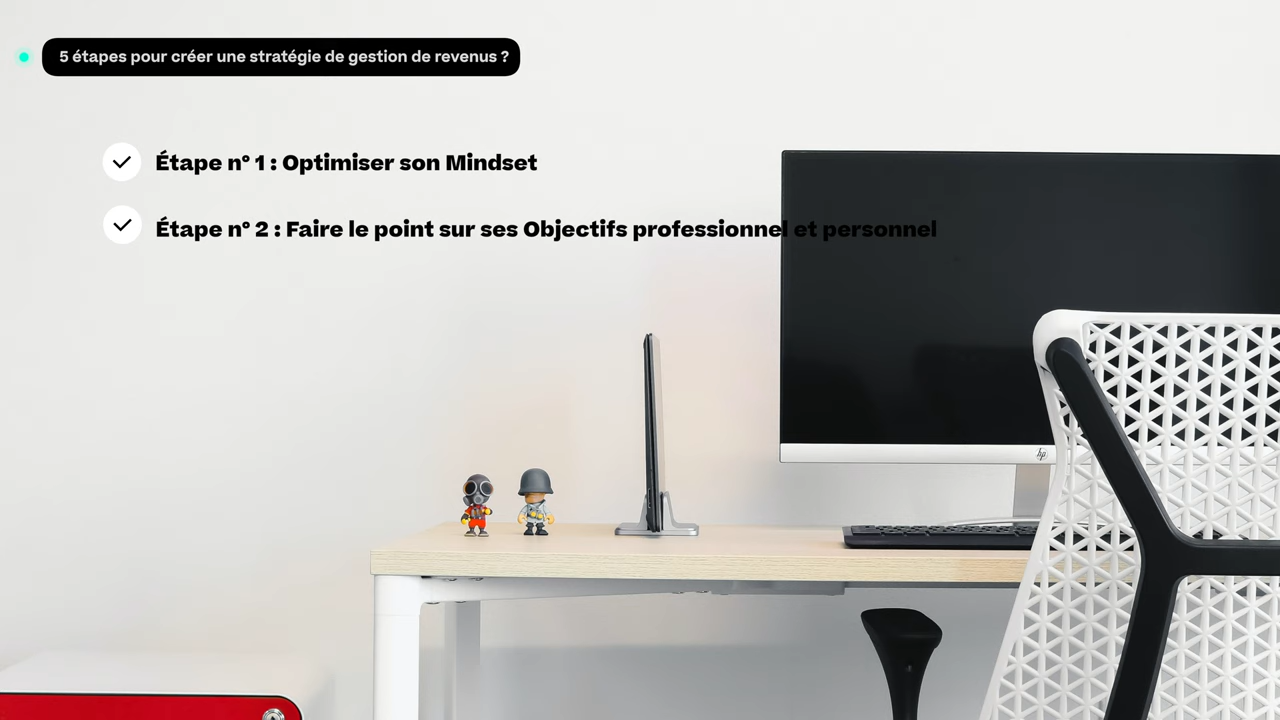 5 étapes pour créer une stratégie de gestion de revenus ?
Étape n° 1 : Optimiser son Mindset
Étape n° 2 : Faire le point sur ses Objectifs professionnel et personnel
hp